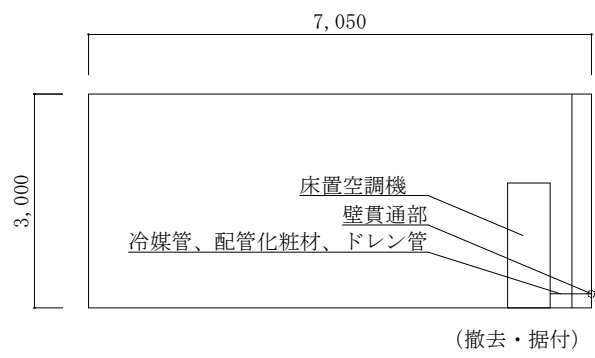 7,050
3,000
床置空調機
壁貫通部
冷媒管、配管化粧材、ドレン管
(撤去・据付)